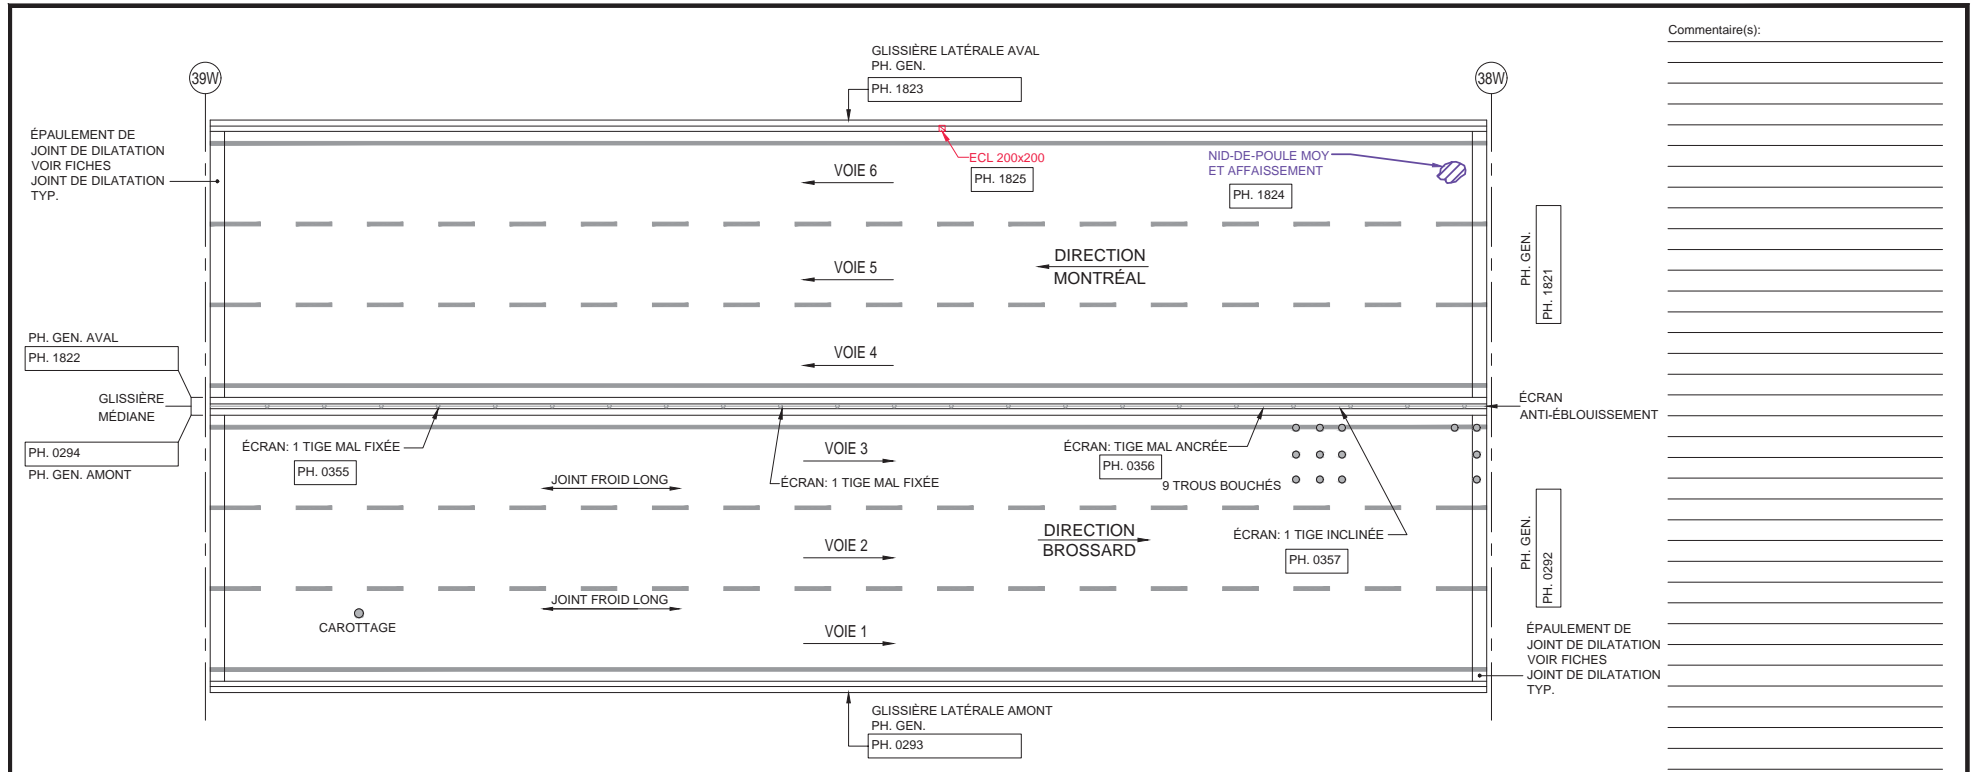 Commentaire(s):
GLISSIÈRE LATÉRALE AVAL
PH. GEN.
PH. 1823
39W
38W
ÉPAULEMENT DE
JOINT DE DILATATION
VOIR FICHES
JOINT DE DILATATION
TYP.
ECL 200x200
PH. 1825
NID-DE-POULE MOY
ET AFFAISSEMENT
PH. 1824
VOIE 6
PH. GEN.
PH. 1821
DIRECTION
MONTRÉAL
VOIE 5
VOIE 4
PH. GEN. AVAL
PH. 1822
GLISSIÈRE
MÉDIANE
PH. 0294
PH. GEN. AMONT
ÉCRAN
ANTI-ÉBLOUISSEMENT
ÉCRAN: 1 TIGE MAL FIXÉE
PH. 0355
VOIE 3
ÉCRAN: 1 TIGE MAL FIXÉE
ÉCRAN: TIGE MAL ANCRÉE
PH. 0356
9 TROUS BOUCHÉS
JOINT FROID LONG
DIRECTION
BROSSARD
ÉCRAN: 1 TIGE INCLINÉE
PH. 0357
PH. GEN.
PH. 0292
VOIE 2
JOINT FROID LONG
CAROTTAGE
VOIE 1
ÉPAULEMENT DE
JOINT DE DILATATION
VOIR FICHES
JOINT DE DILATATION
TYP.
GLISSIÈRE LATÉRALE AMONT
PH. GEN.
PH. 0293